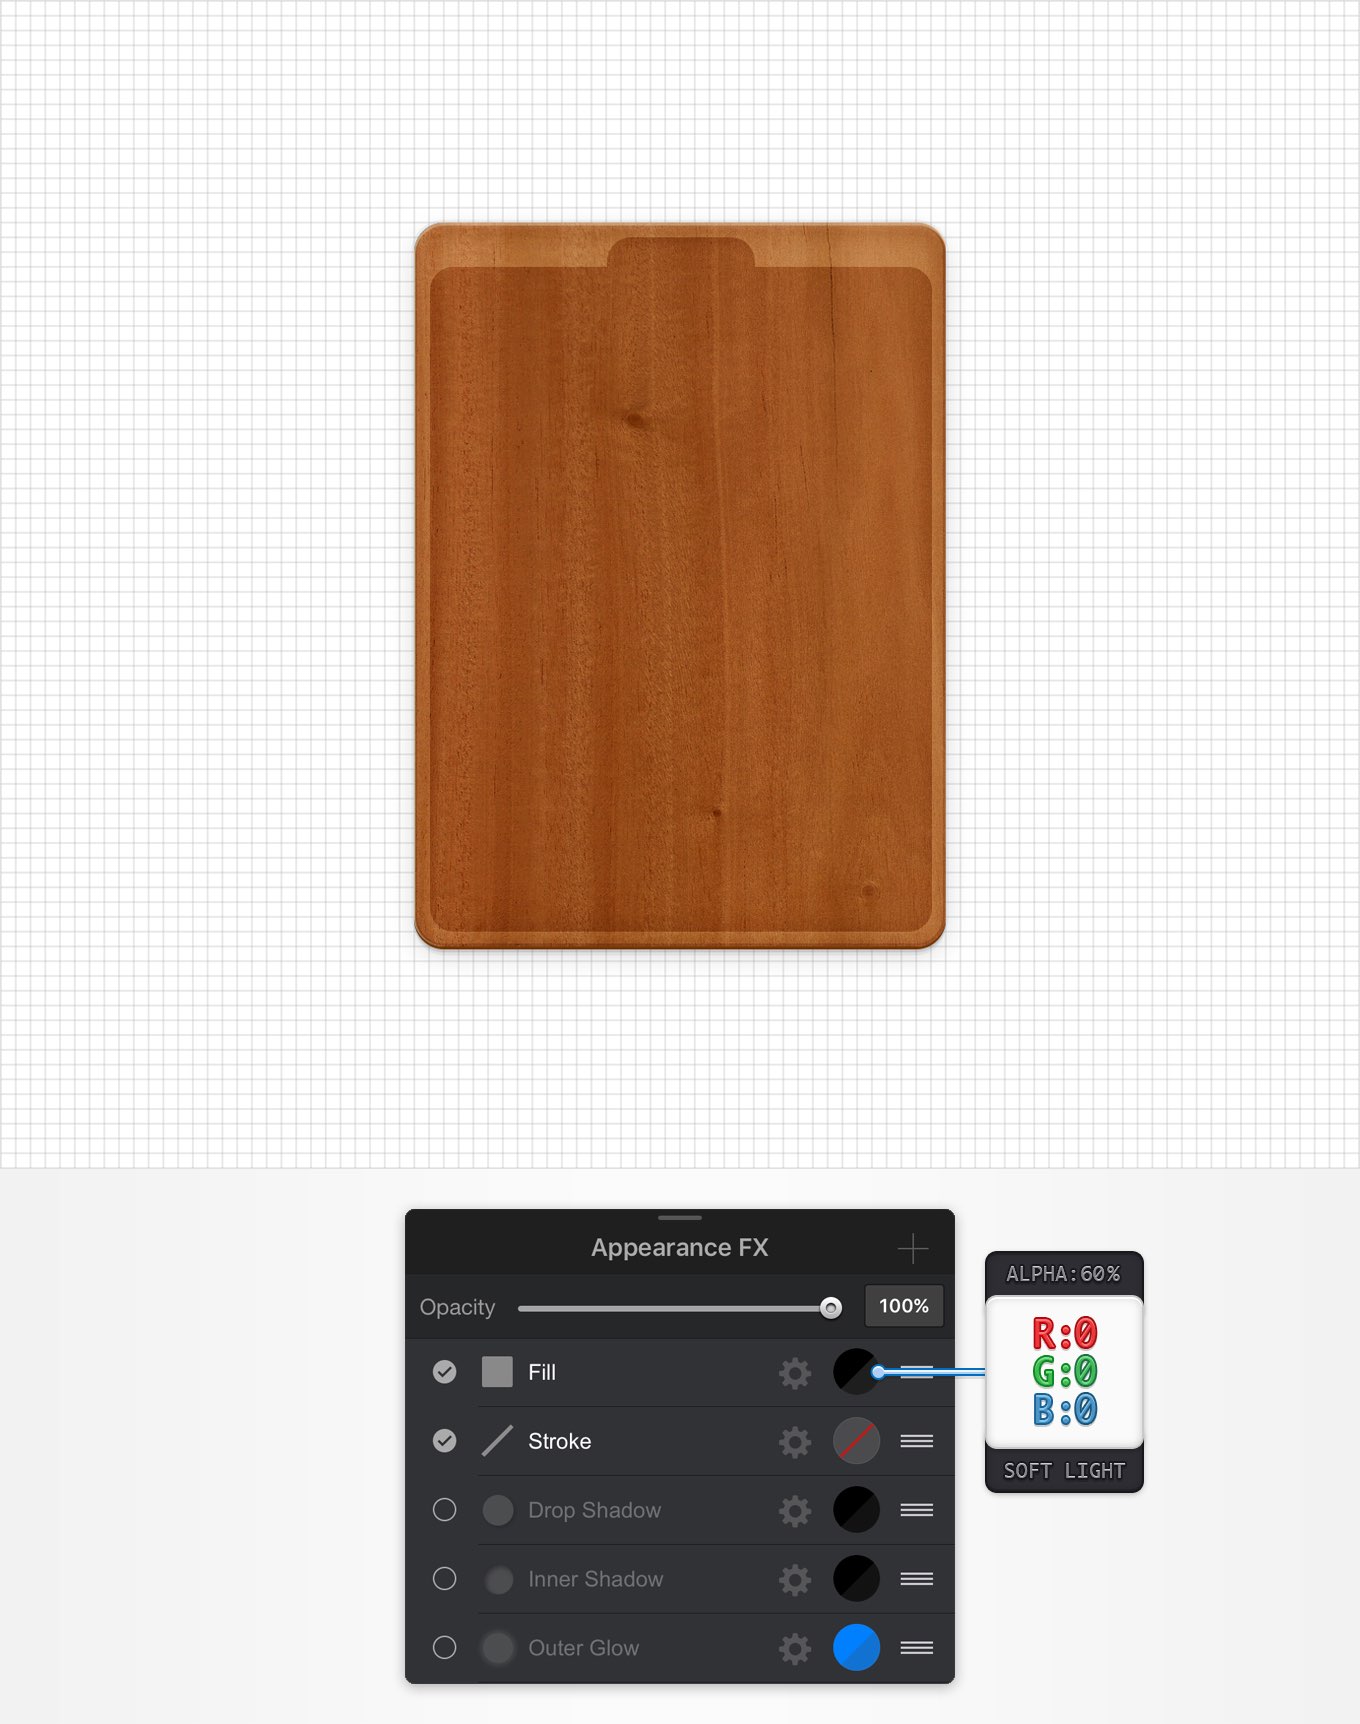 Appearance FX
Opacity 100%
Fill
Stroke
Drop Shadow
Inner Shadow
Outer Glow
ALPHA:60%
R:0
G:0
B:0
SOFT LIGHT